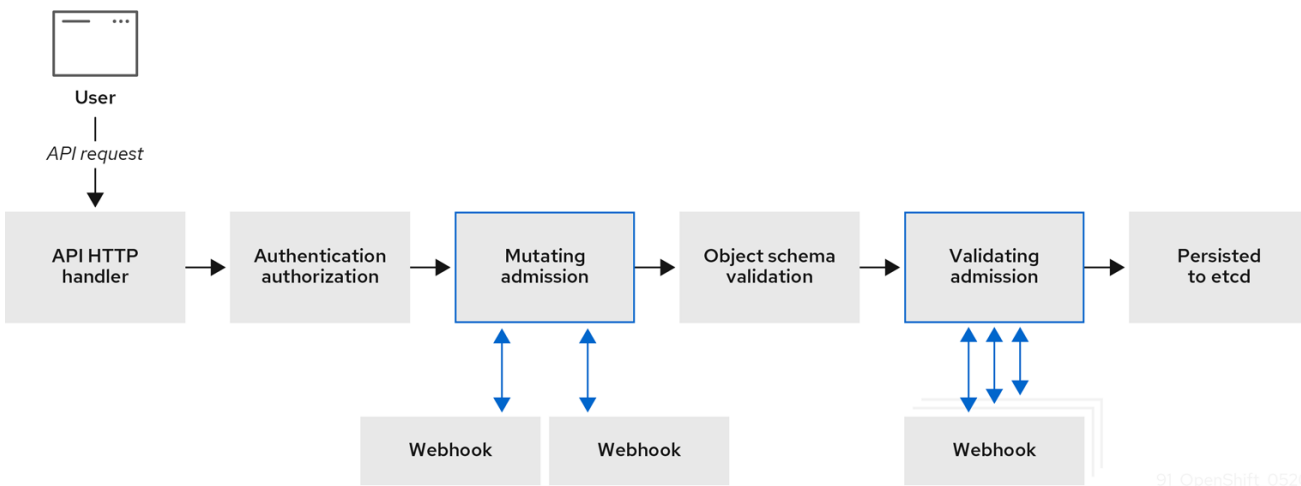 User
API request
API HTTP
handler
Authentication
authorization
Mutating
admission
Object schema
validation
Validating
admission
Persisted
to etcd
Webhook
Webhook
Webhook
91_OpenShift_052